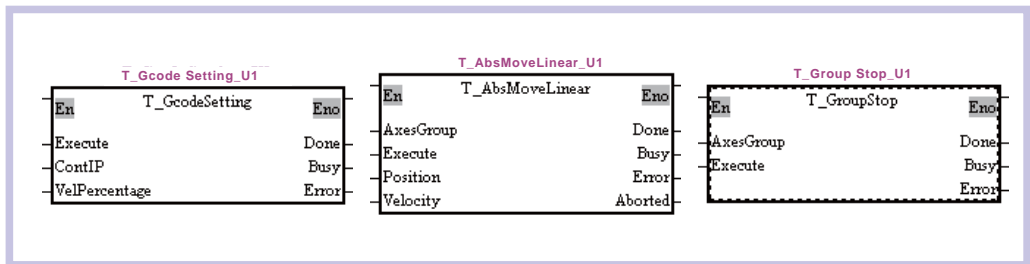 T_Gcode Setting_U1
T_GcodeSetting
En
Eno
Execute
Done
ContIP
Busy
VelPercentage
Error
T_AbsMoveLinear_U1
T_AbsMoveLinear
En
Eno
AxesGroup
Done
Execute
Busy
Position
Error
Velocity
Aborted
T_Group Stop_U1
T_GroupStop
En
Eno
AxesGroup
Done
Execute
Busy
Error